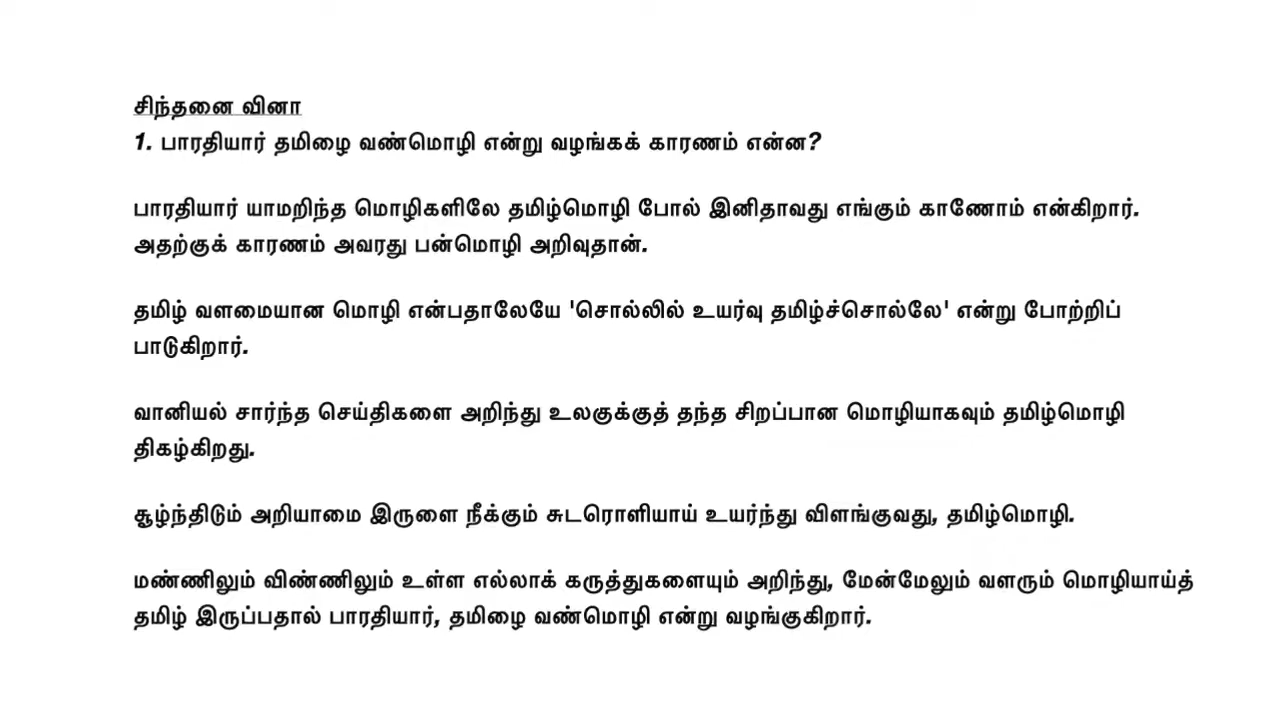 சிந்தனை வினா
1. பாரதியார் தமிழை வண்மொழி என்று வழங்கக் காரணம் என்ன?
பாரதியார் யாமறிந்த மொழிகளிலே தமிழ்மொழி போல் இனிதாவது எங்கும் காணோம் என்கிறார்.
அதற்குக் காரணம் அவரது பன்மொழி அறிவுதான்.
தமிழ் வளமையான மொழி என்பதாலேயே 'சொல்லில் உயர்வு தமிழ்ச்சொல்லே' என்று போற்றிப்
பாடுகிறார்.
வானியல் சார்ந்த செய்திகளை அறிந்து உலகுக்குத் தந்த சிறப்பான மொழியாகவும் தமிழ்மொழி
திகழ்கிறது.
சூழ்ந்திடும் அறியாமை இருளை நீக்கும் சுடரொளியாய் உயர்ந்து விளங்குவது, தமிழ்மொழி.
மண்ணிலும் விண்ணிலும் உள்ள எல்லாக் கருத்துகளையும் அறிந்து, மேன்மேலும் வளரும் மொழியாய்த்
தமிழ் இருப்பதால் பாரதியார், தமிழை வண்மொழி என்று வழங்குகிறார்.